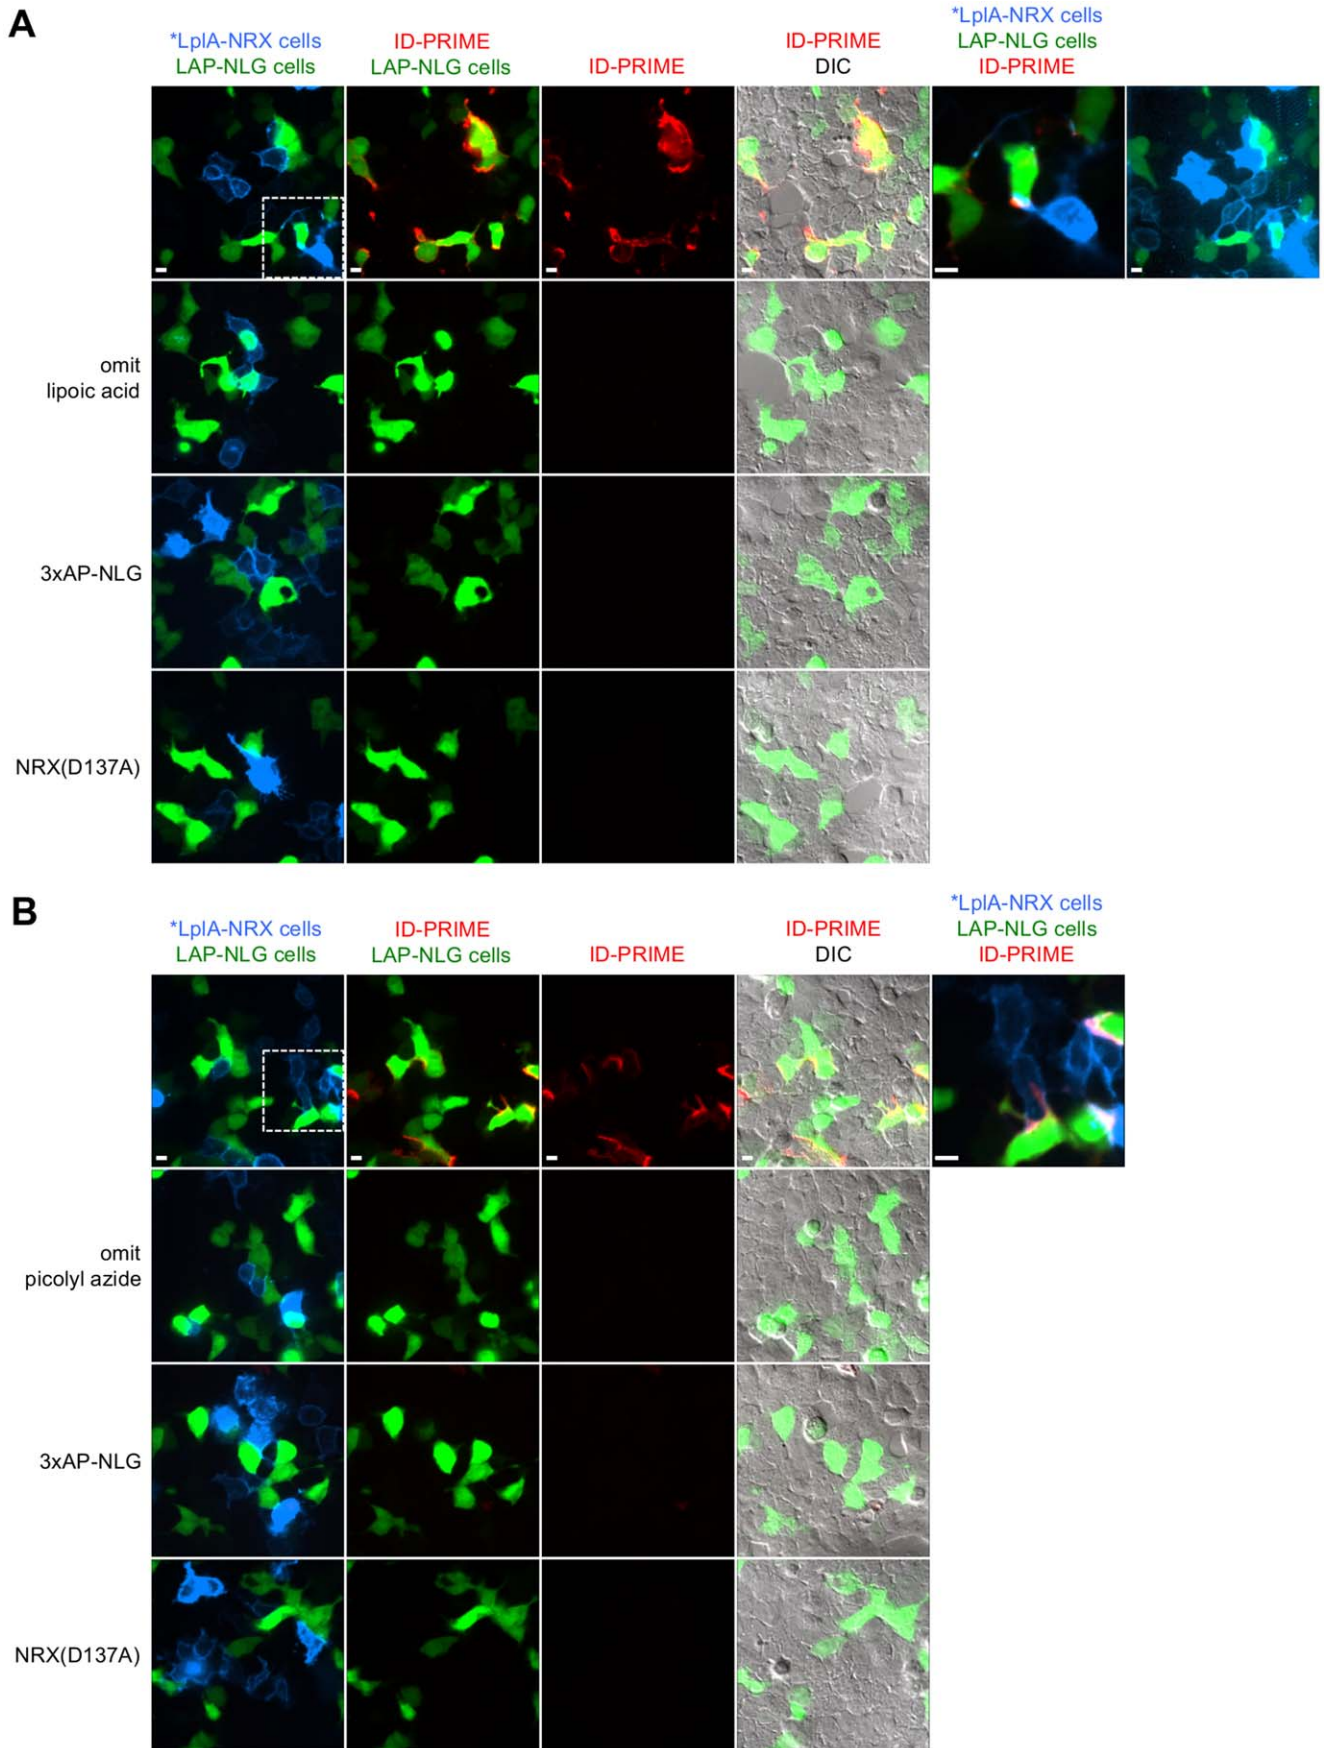 A
*LplA-NRX cells
LAP-NLG cells
ID-PRIME
LAP-NLG cells
ID-PRIME
ID-PRIME
DIC
*LplA-NRX cells
LAP-NLG cells
ID-PRIME
omit
lipoic acid
3xAP-NLG
NRX(D137A)
B
*LplA-NRX cells
LAP-NLG cells
ID-PRIME
LAP-NLG cells
ID-PRIME
ID-PRIME
DIC
*LplA-NRX cells
LAP-NLG cells
ID-PRIME
omit
picolyl azide
3xAP-NLG
NRX(D137A)